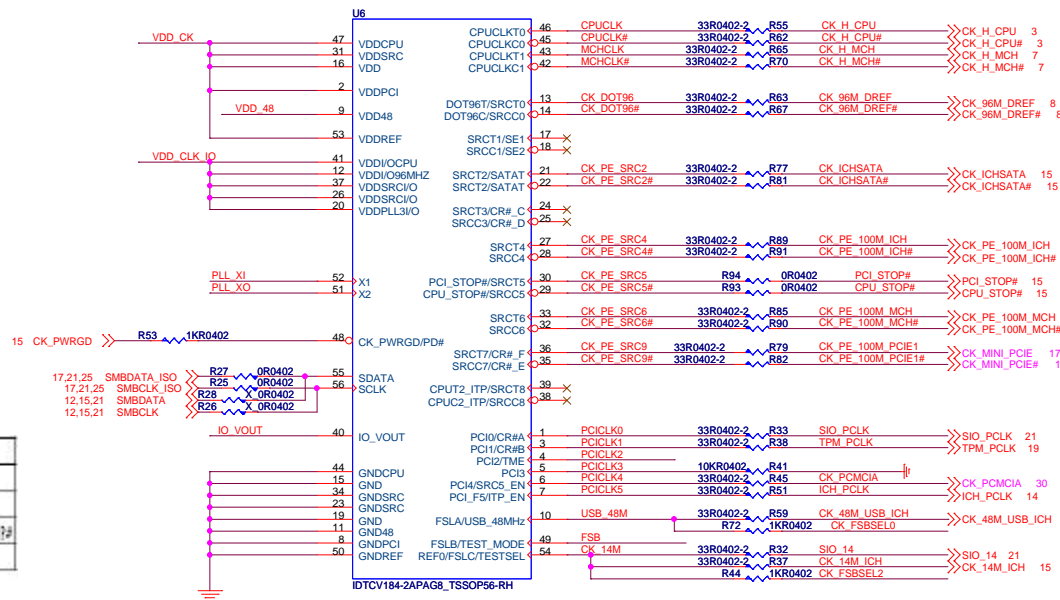 U6
VDD_CK 47 VDDCPU CPUCLKT0 46 CPUCLK 33R0402-2 R55 CK_H_CPU CK_H_CPU 3
31 VDDSRC CPUCLKC0 45 CPUCLK# 33R0402-2 R62 CK_H_CPU# CK_H_CPU# 3
16 VDD CPUCLKT1 43 MCHCLK 33R0402-2 R65 CK_H_MCH CK_H_MCH 7
CPUCLKC1 42 MCHCLK# 33R0402-2 R70 CK_H_MCH# CK_H_MCH# 7
2 VDDPCI
DOT96T/SRCT0 13 CK_DOT96 33R0402-2 R63 CK_96M_DREF CK_96M_DREF 8
VDD_48 9 VDD48 DOT96C/SRCC0 14 CK_DOT96# 33R0402-2 R67 CK_96M_DREF# CK_96M_DREF# 8
53 VDDREF SRCT1/SE1 17
SRCC1/SE2 18
VDD_CLK_IO 41 VDDI/OCPU
12 VDDI/O96MHZ SRCT2/SATAT 21 CK_PE_SRC2 33R0402-2 R77 CK_ICHSATA CK_ICHSATA 15
37 VDDSRCI/O SRCT2/SATAT 22 CK_PE_SRC2# 33R0402-2 R81 CK_ICHSATA# CK_ICHSATA# 15
26 VDDSRCI/O
20 VDDPLL3I/O SRCT3/CR#_C 24
SRCC3/CR#_D 25
SRCT4 27 CK_PE_SRC4 33R0402-2 R89 CK_PE_100M_ICH CK_PE_100M_ICH
SRCC4 28 CK_PE_SRC4# 33R0402-2 R91 CK_PE_100M_ICH# CK_PE_100M_ICH#
PLL_XI 52 X1 PCI_STOP#/SRCT5 30 CK_PE_SRC5 R94 0R0402 PCI_STOP# PCI_STOP# 15
PLL_XO 51 X2 CPU_STOP#/SRCC5 29 CK_PE_SRC5# R93 0R0402 CPU_STOP# CPU_STOP# 15
SRCT6 33 CK_PE_SRC6 33R0402-2 R85 CK_PE_100M_MCH CK_PE_100M_MCH
SRCC6 32 CK_PE_SRC6# 33R0402-2 R90 CK_PE_100M_MCH# CK_PE_100M_MCH#
15 CK_PWRGD R53 1KR0402 48 CK_PWRGD/PD#
SRCT7/CR#_F 36 CK_PE_SRC9 33R0402-2 R79 CK_PE_100M_PCIE1 CK_MINI_PCIE 17
SRCC7/CR#_E 35 CK_PE_SRC9# 33R0402-2 R82 CK_PE_100M_PCIE1# CK_MINI_PCIE# 1
17,21,25 SMBDATA_ISO R27 0R0402 55 SDATA
17,21,25 SMBCLK_ISO R25 0R0402 56 SCLK CPUT2_ITP/SRCT8 39
12,15,21 SMBDATA R28 X_0R0402 CPUC2_ITP/SRCC8 38
12,15,21 SMBCLK R26 X_0R0402
IO_VOUT 40 IO_VOUT PCI0/CR#A 1 PCICLK0 33R0402-2 R33 SIO_PCLK SIO_PCLK 21
PCI1/CR#B 3 PCICLK1 33R0402-2 R38 TPM_PCLK TPM_PCLK 19
PCI2/TME 4 PCICLK2
44 GNDCPU PCI3 5 PCICLK3 10KR0402 R41
15 GND PCI4/SRC5_EN 6 PCICLK4 33R0402-2 R45 CK_PCMCIA CK_PCMCIA 30
34 GNDSRC PCI_F5/ITP_EN 7 PCICLK5 33R0402-2 R51 ICH_PCLK ICH_PCLK 14
23 GNDSRC
19 GND FSLA/USB_48MHz 10 USB_48M 33R0402-2 R59 CK_48M_USB_ICH CK_48M_USB_ICH
11 GND48 R72 1KR0402 CK_FSBSEL0
8 GNDPCI FSLB/TEST_MODE 49 FSB
50 GNDREF REF0/FSLC/TESTSEL 54 CK_14M 33R0402-2 R32 SIO_14 SIO_14 21
33R0402-2 R37 CK_14M_ICH CK_14M_ICH 15
R44 1KR0402 CK_FSBSEL2
IDTCV184-2APAG8_TSSOP56-RH